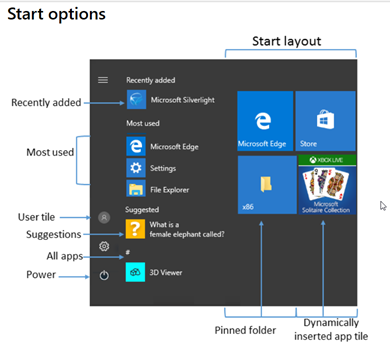 Start options
Start layout
Recently added
Recently added
Microsoft Silverlight
Most used
Most used
Microsoft Edge
Settings
File Explorer
Microsoft Edge
Store
x86
XBOX LIVE
Microsoft
Solitaire Collection
User tile
Suggested
Suggestions
What is a
female elephant called?
All apps
#
Power
3D Viewer
Pinned folder
Dynamically
inserted app tile